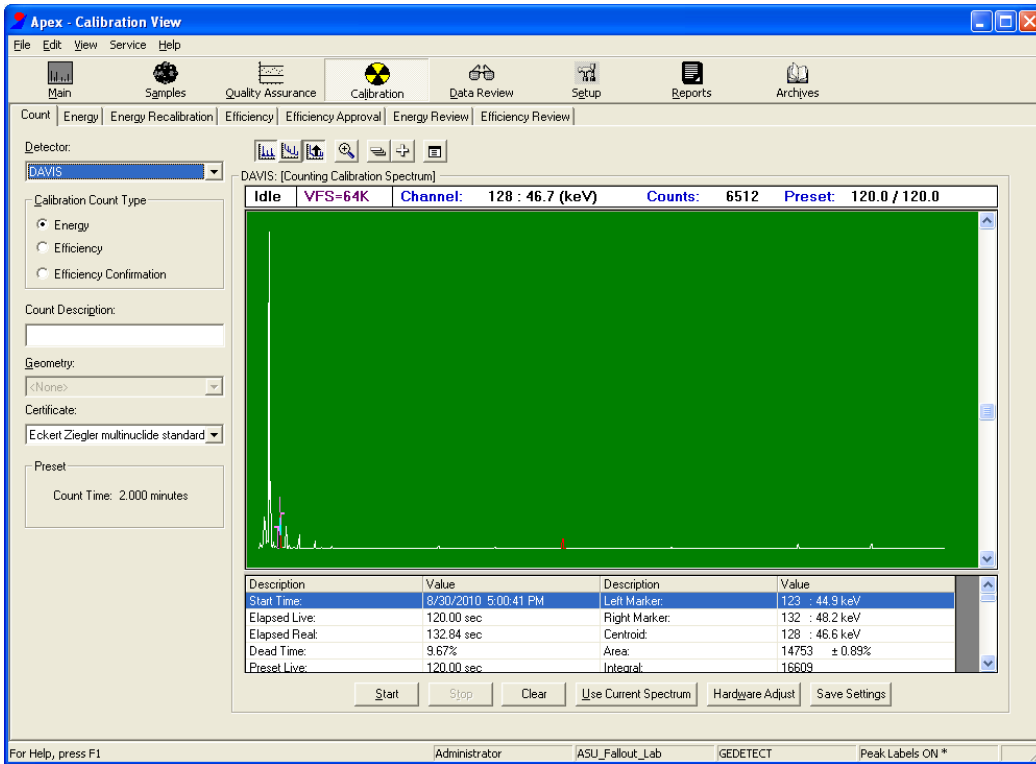 Apex - Calibration View
File Edit View Service Help
Main Samples Quality Assurance Calibration Data Review Setup Reports Archives
Count Energy Energy Recalibration Efficiency Efficiency Approval Energy Review Efficiency Review
Detector:
DAVIS
Calibration Count Type
Energy
Efficiency
Efficiency Confirmation
Count Description:
Geometry:
<None>
Certificate:
Eckert Ziegler multinuclide standard
Preset
Count Time: 2.000 minutes
DAVIS: [Counting Calibration Spectrum]
Idle VFS=64K Channel: 128 : 46.7 (keV) Counts: 6512 Preset: 120.0 / 120.0
Description Value Description Value
Start Time: 8/30/2010 5:00:41 PM Left Marker: 123 : 44.9 keV
Elapsed Live: 120.00 sec Right Marker: 132 : 48.2 keV
Elapsed Real: 132.84 sec Centroid: 128 : 46.6 keV
Dead Time: 9.67% Area: 14753 ± 0.89%
Preset Live: 120.00 sec Integral: 16609
Start Stop Clear Use Current Spectrum Hardware Adjust Save Settings
For Help, press F1 Administrator ASU_Fallout_Lab GEDETECT Peak Labels ON *